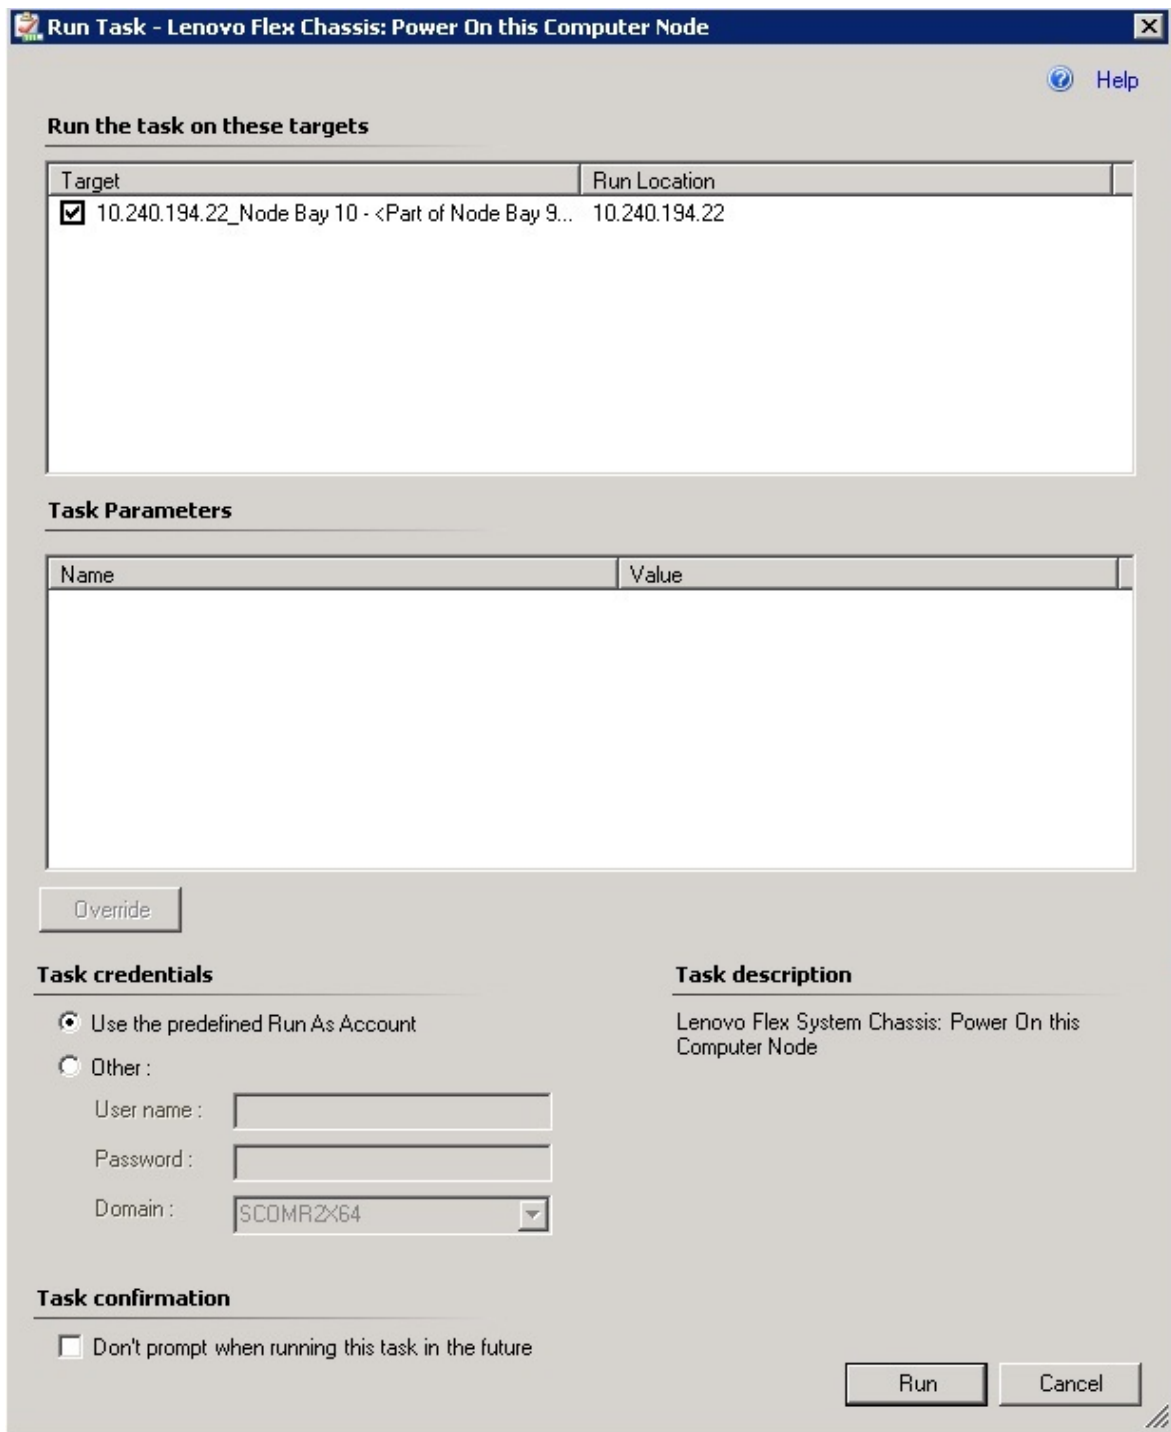 Run Task - Lenovo Flex Chassis: Power On this Computer Node
Help
Run the task on these targets
Target Run Location
10.240.194.22_Node Bay 10 - <Part of Node Bay 9... 10.240.194.22
Task Parameters
Name Value
Override
Task credentials
Use the predefined Run As Account
Other :
User name :
Password :
Domain : SCOMR2X64
Task description
Lenovo Flex System Chassis: Power On this
Computer Node
Task confirmation
Don't prompt when running this task in the future
Run Cancel